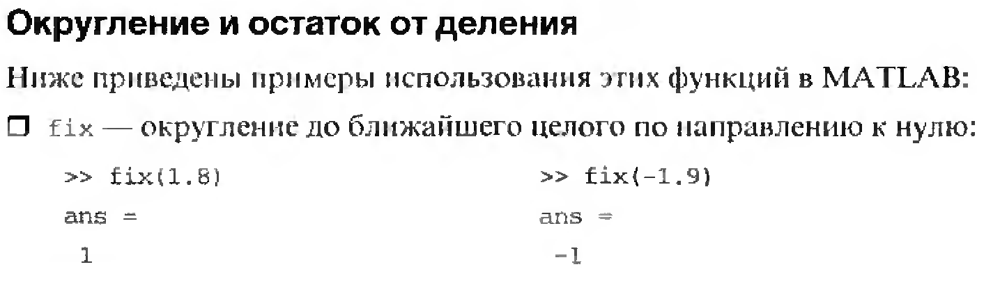 Округление и остаток от деления
Ниже приведены примеры использования этих функций в MATLAB:
❒ fix — округление до ближайшего целого по направлению к нулю:
>> fix(1.8) >> fix(-1.9)
ans = ans =
1 -1